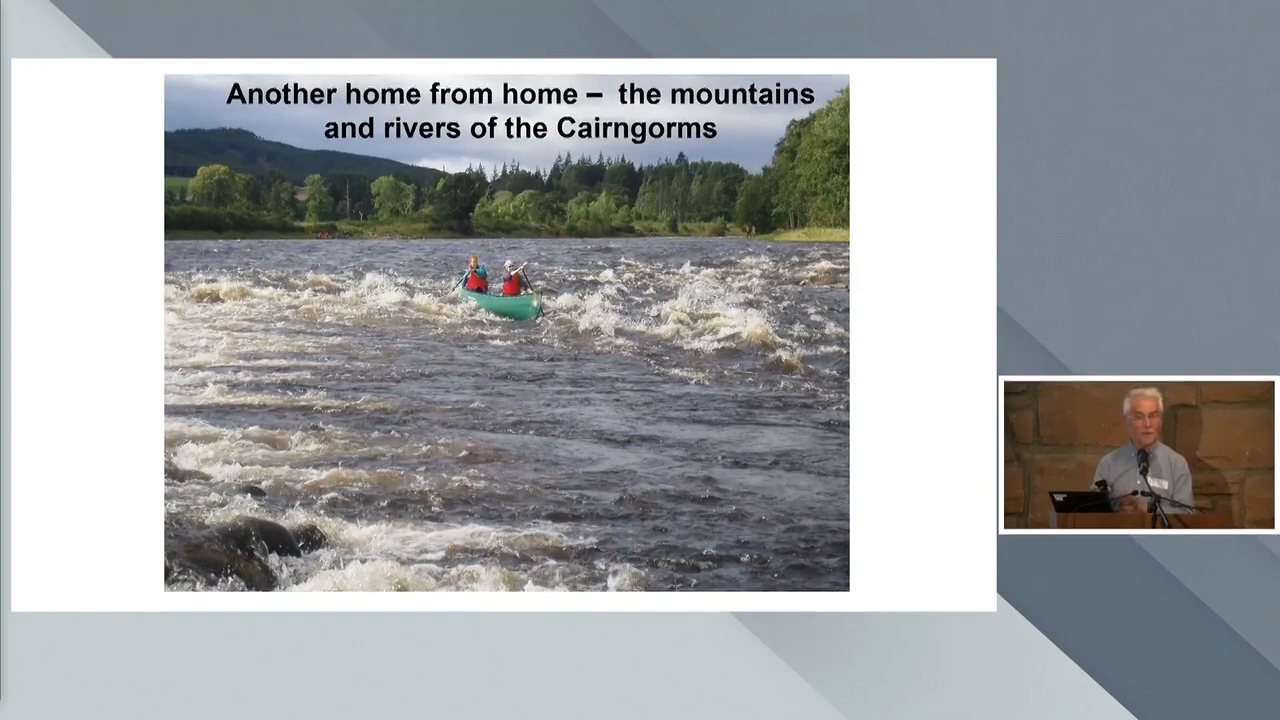 Another home from home – the mountains
and rivers of the Cairngorms